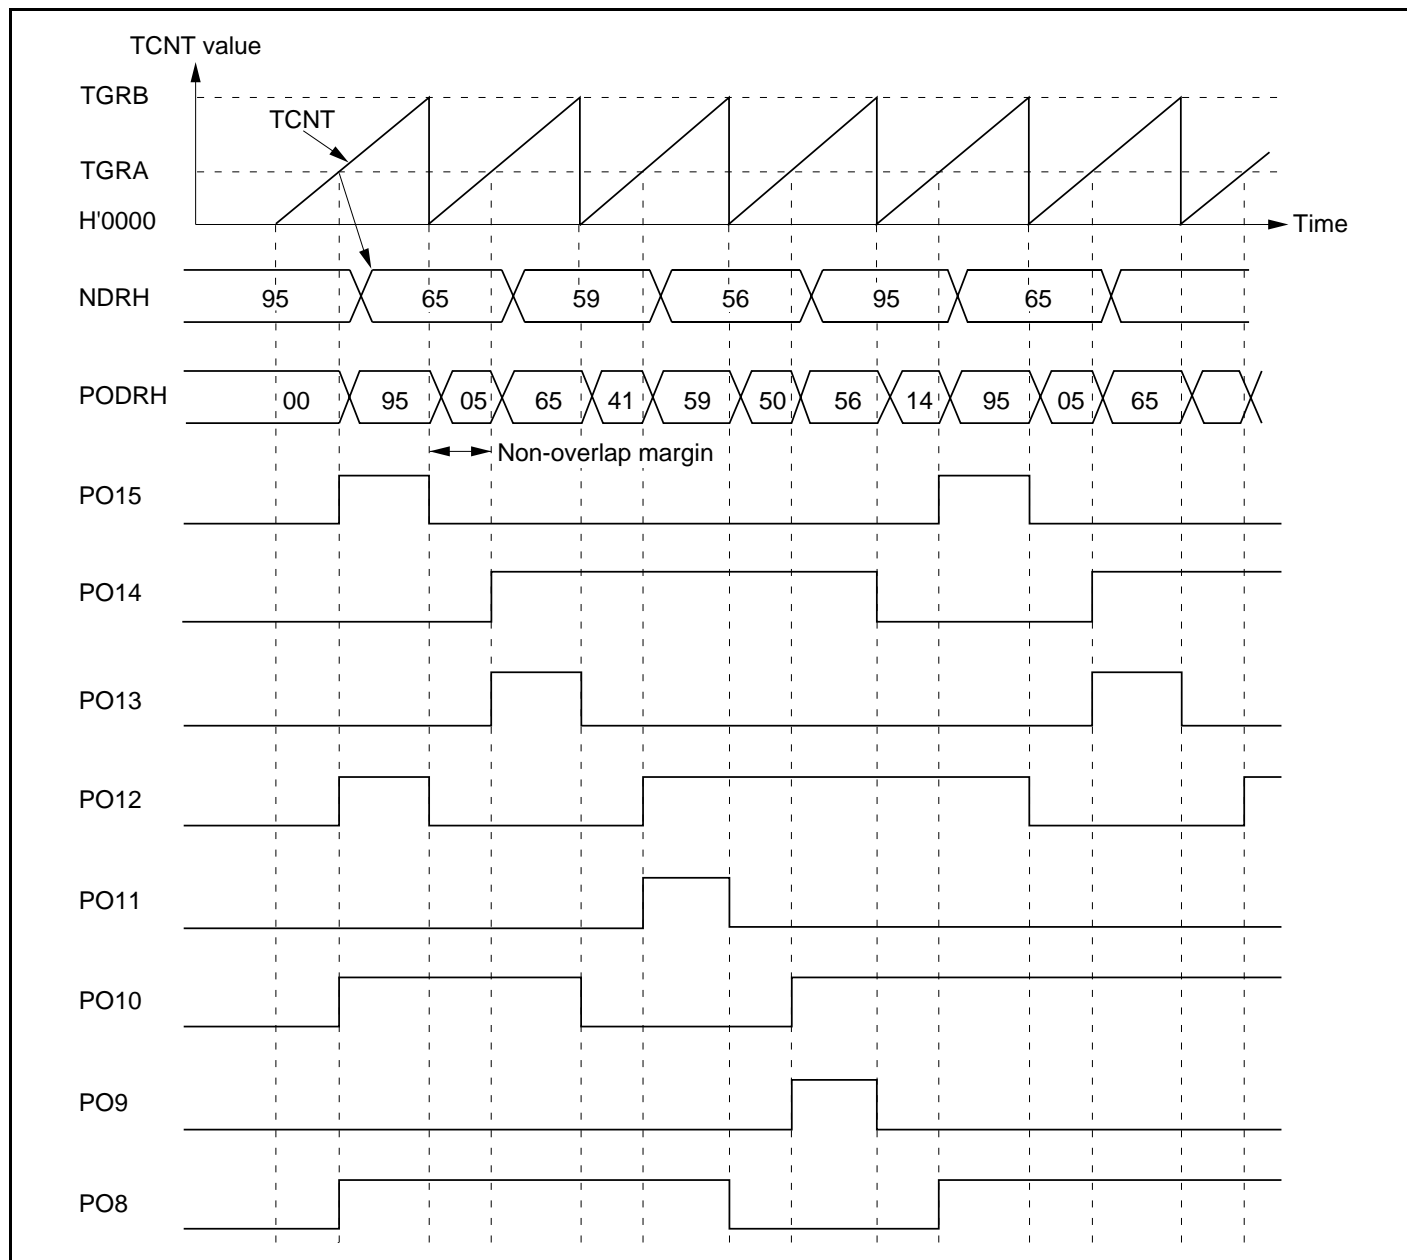 TCNT value
TGRB
TCNT
TGRA
H'0000
Time
NDRH 95 65 59 56 95 65
PODRH 00 95 05 65 41 59 50 56 14 95 05 65
Non-overlap margin
PO15
PO14
PO13
PO12
PO11
PO10
PO9
PO8